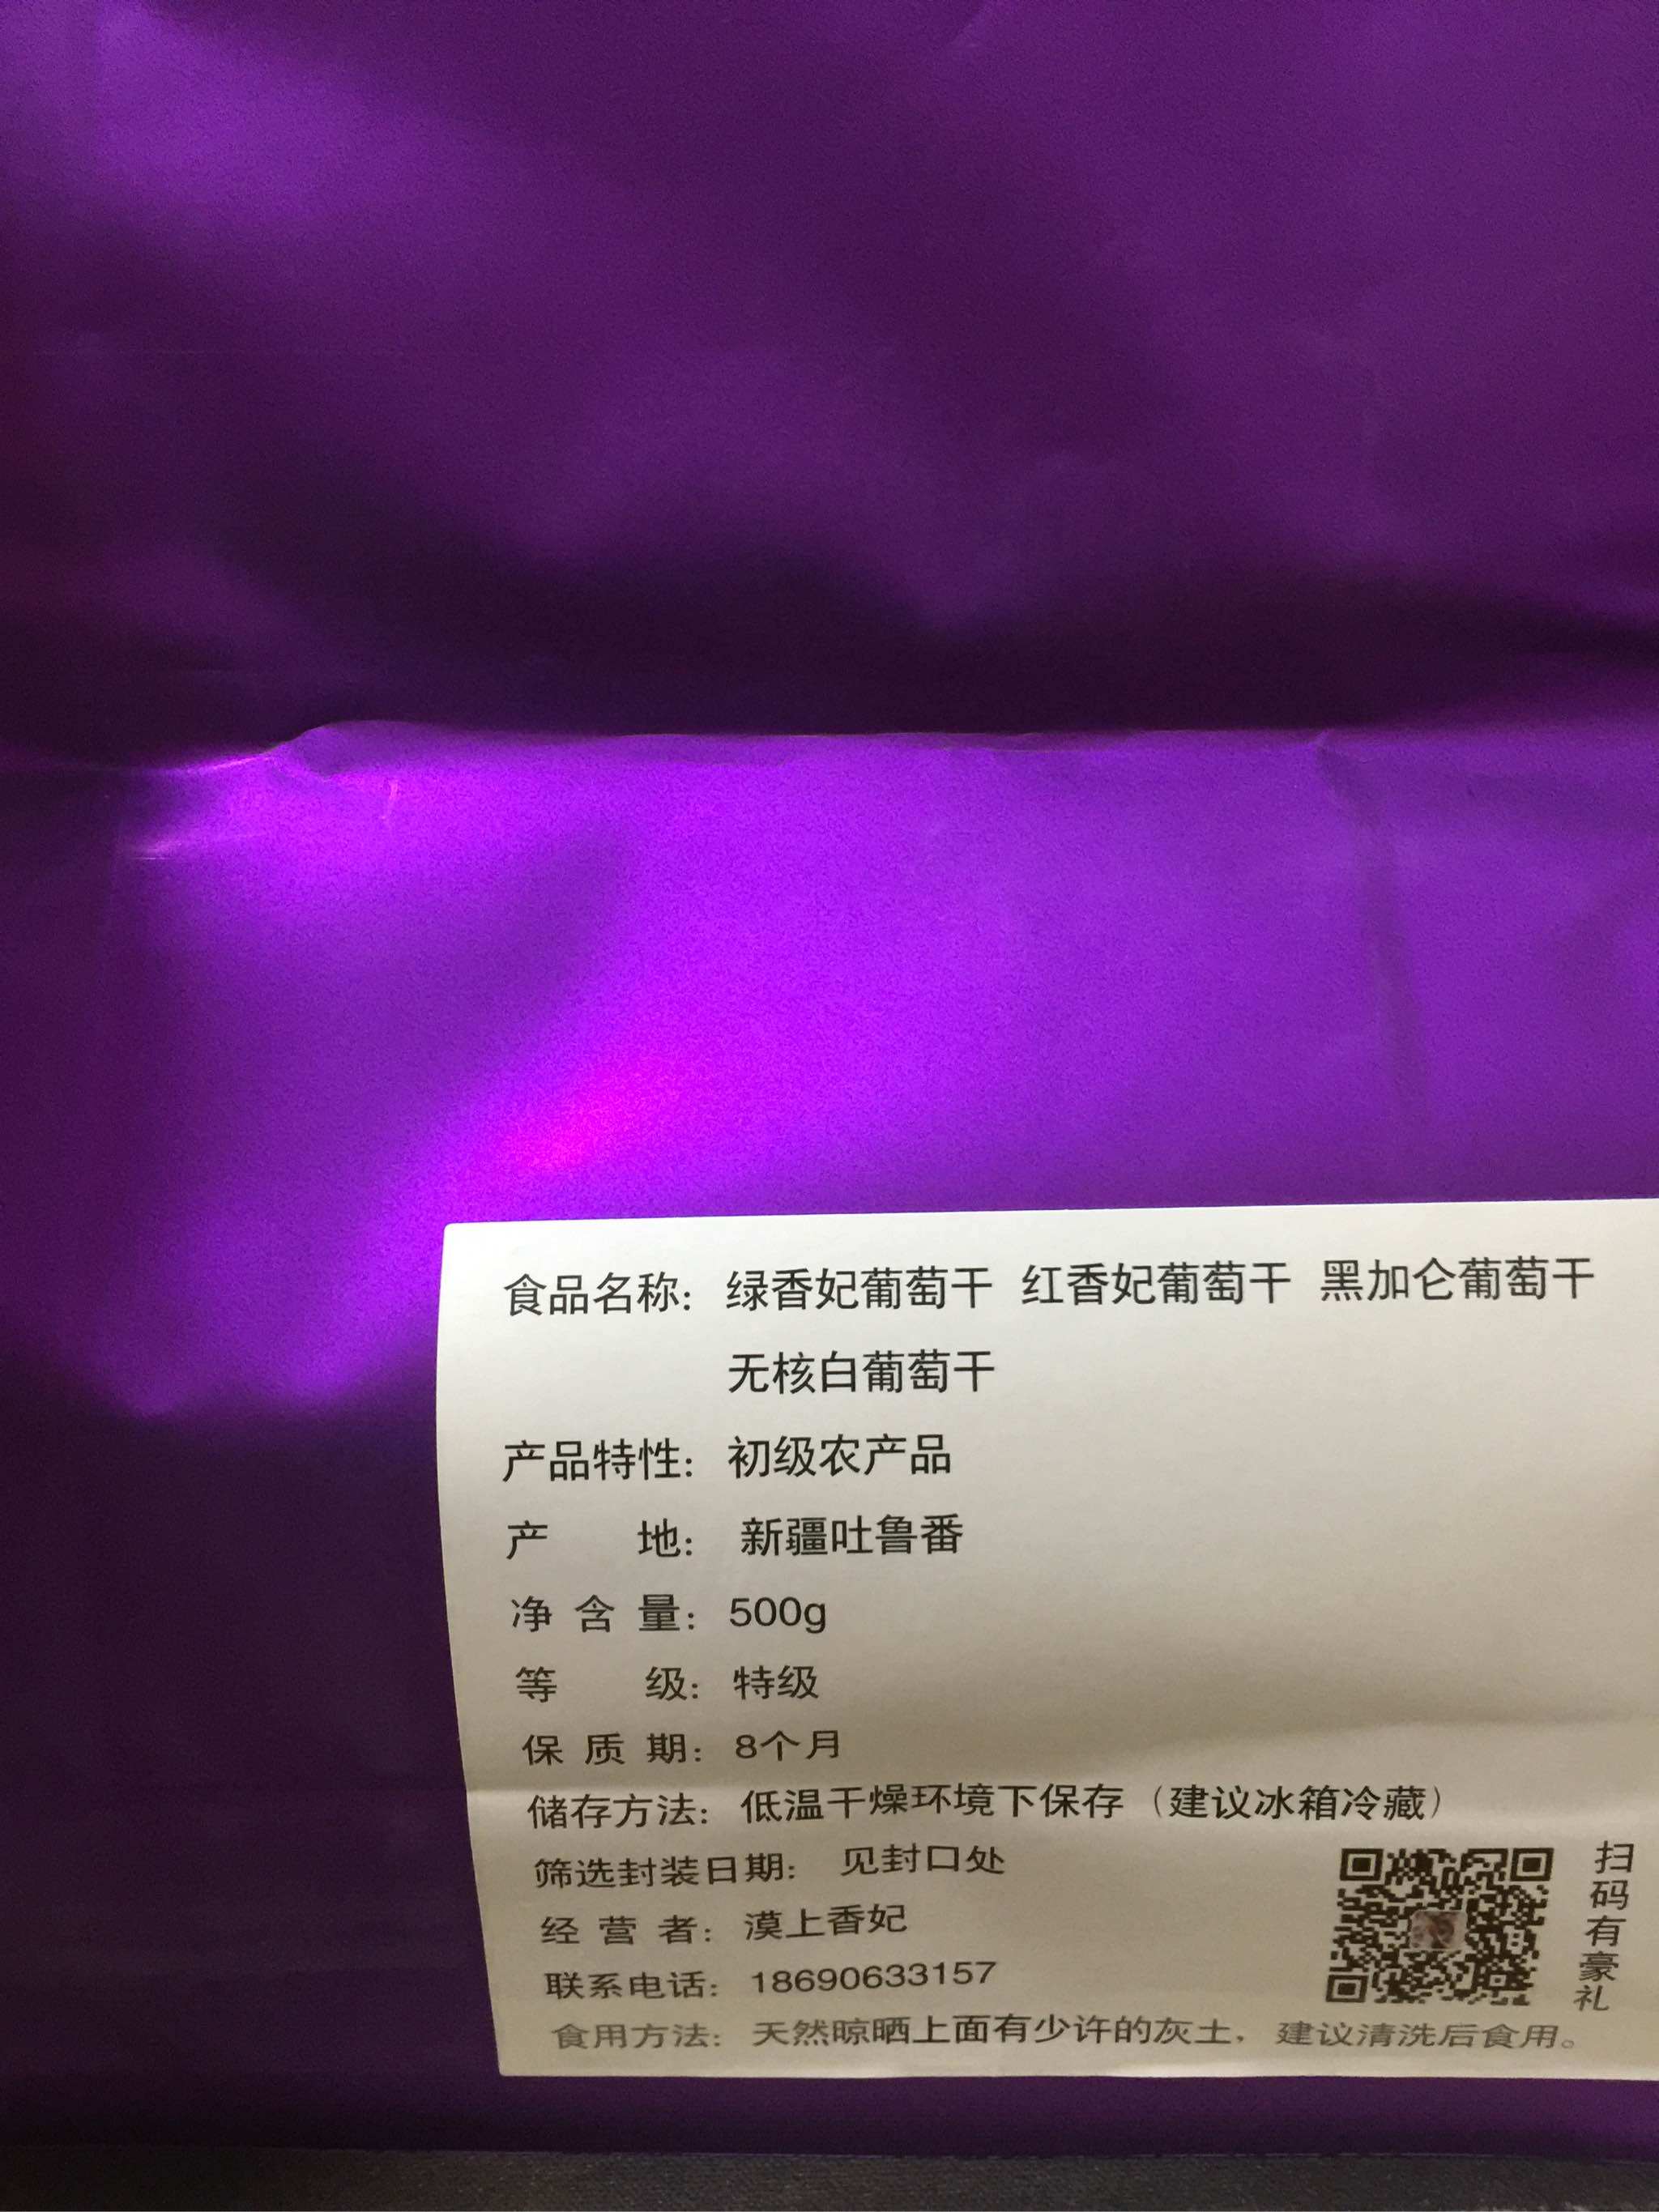 食品名称：绿香妃葡萄干 红香妃葡萄干 黑加仑葡萄干
无核白葡萄干
产品特性：初级农产品
产 地：新疆吐鲁番
净 含 量：500g
等 级：特级
保 质 期：8个月
储存方法：低温干燥环境下保存（建议冰箱冷藏）
筛选封装日期：见封口处
经 营 者：漠上香妃
联系电话：18690633157
食用方法：天然晾晒上面有少许的灰土，建议清洗后食用。
扫码有豪礼